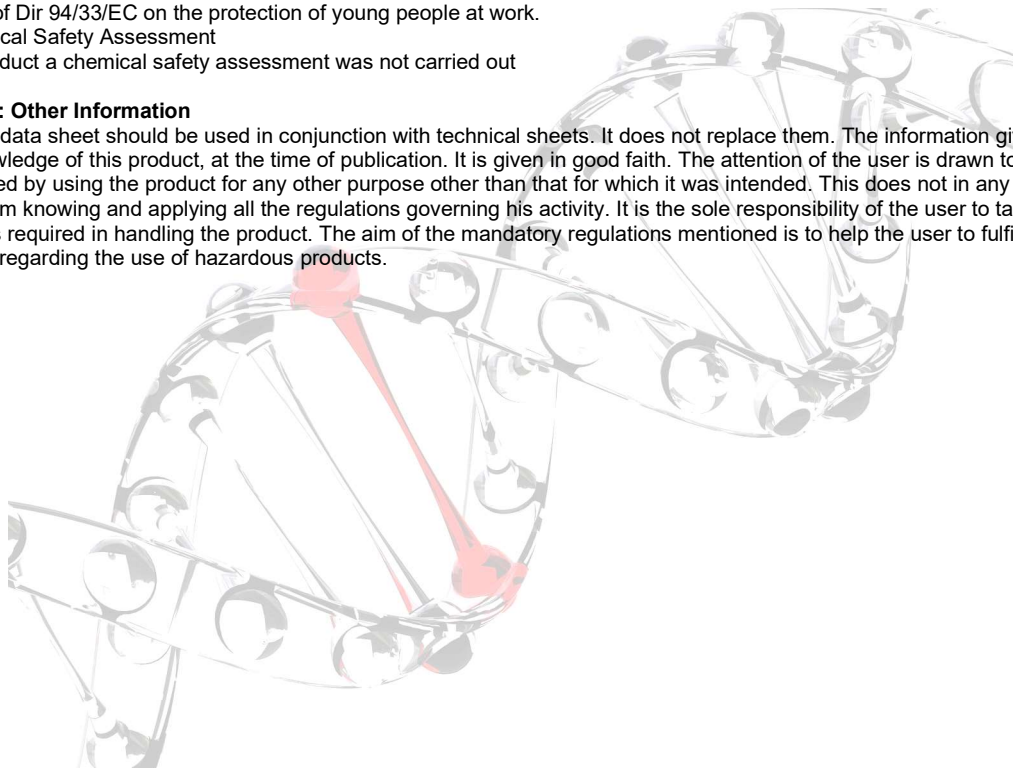 of Dir 94/33/EC on the protection of young people at work.
cal Safety Assessment
duct a chemical safety assessment was not carried out
: Other Information
data sheet should be used in conjunction with technical sheets. It does not replace them. The information gi
wledge of this product, at the time of publication. It is given in good faith. The attention of the user is drawn to
ed by using the product for any other purpose other than that for which it was intended. This does not in any
m knowing and applying all the regulations governing his activity. It is the sole responsibility of the user to ta
s required in handling the product. The aim of the mandatory regulations mentioned is to help the user to fulfi
regarding the use of hazardous products.